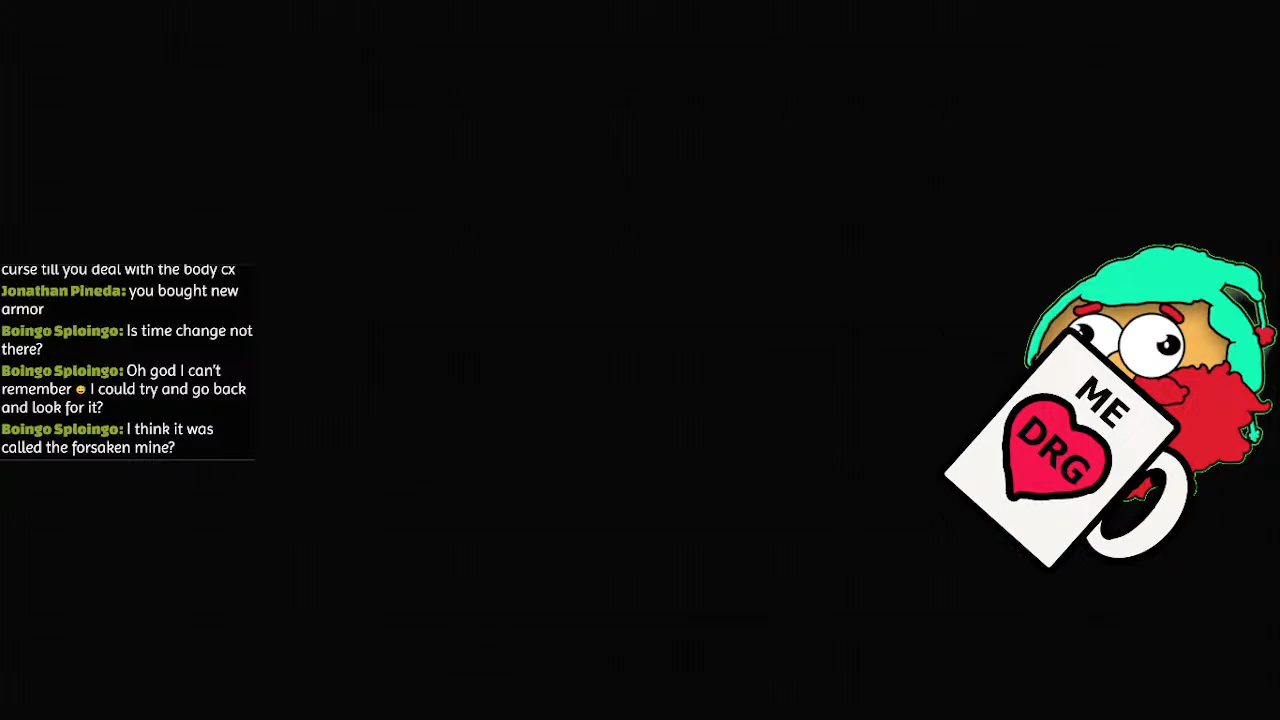 curse till you deal with the body cx
Jonathan Pineda: you bought new
armor
Boingo Sploingo: Is time change not
there?
Boingo Sploingo: Oh god I can't
remember 🙂 I could try and go back
and look for it?
Boingo Sploingo: I think it was
called the forsaken mine?
ME
DRG